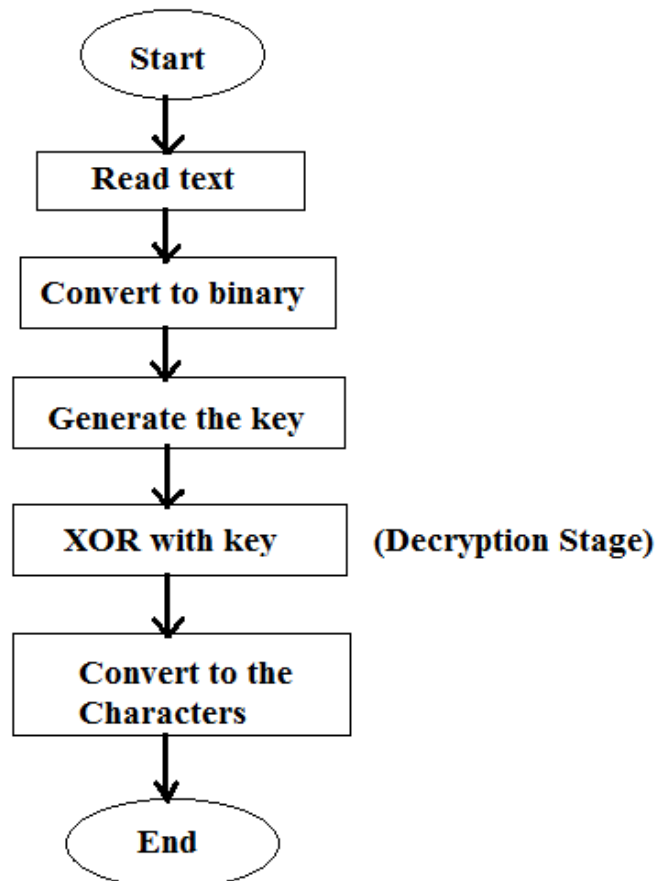 Start
Read text
Convert to binary
Generate the key
XOR with key (Decryption Stage)
Convert to the
Characters
End